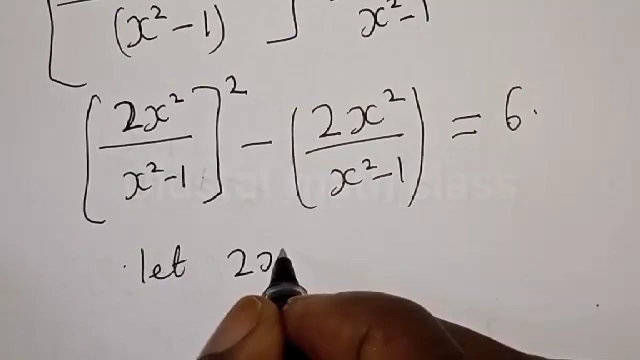 (x² - 1) ] x² - 1
[2x²/(x² - 1)]² - (2x²/(x² - 1)) = 6.
let 2x